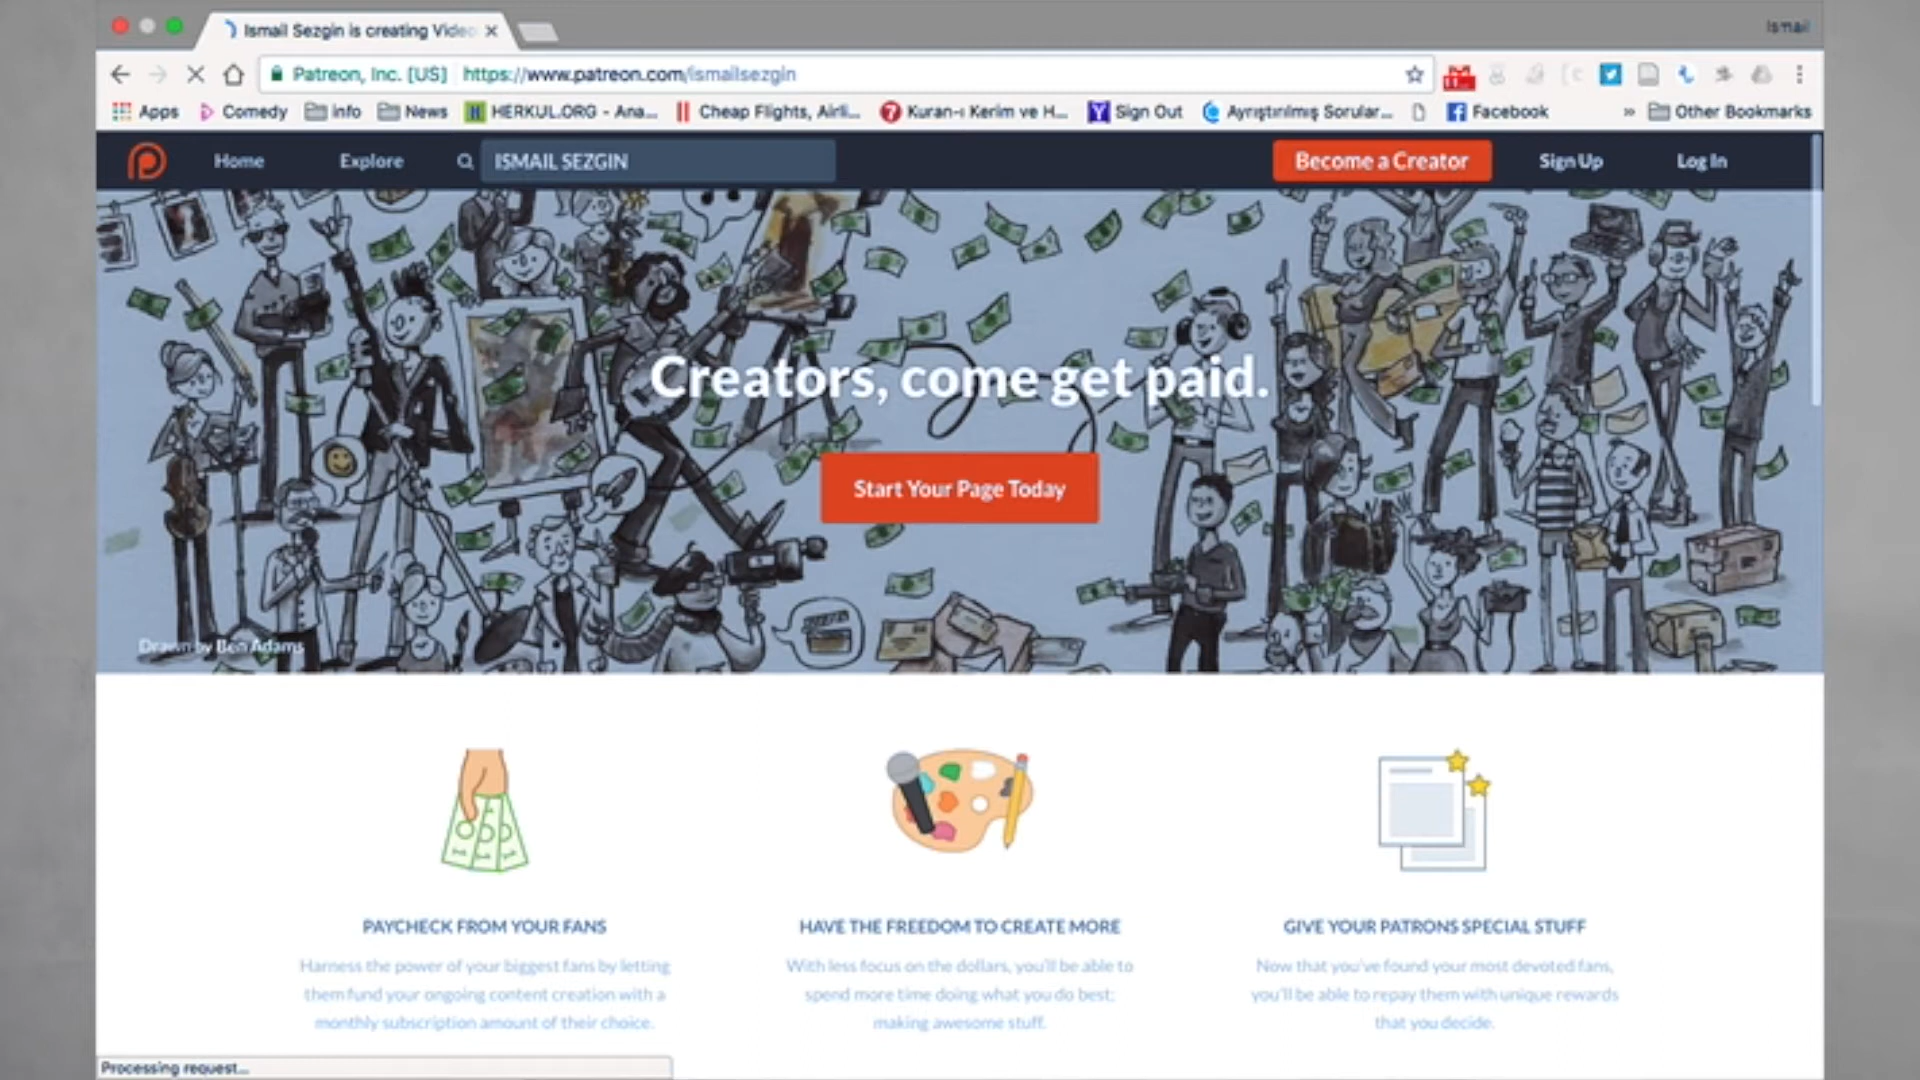 Ismail Sezgin is creating Video
Ismail
Patreon, Inc. [US] https://www.patreon.com/ismailsezgin
Apps Comedy info News HERKUL.ORG - Ana... Cheap Flights, Airli... Kuran-ı Kerim ve H... Sign Out Ayrıştırılmış Sorular... Facebook » Other Bookmarks
Home Explore ISMAIL SEZGIN Become a Creator Sign Up Log In
Creators, come get paid.
Start Your Page Today
Drawn by Ben Adams
PAYCHECK FROM YOUR FANS
Harness the power of your biggest fans by letting
them fund your ongoing content creation with a
monthly subscription amount of their choice.
HAVE THE FREEDOM TO CREATE MORE
With less focus on the dollars, you'll be able to
spend more time doing what you do best:
making awesome stuff.
GIVE YOUR PATRONS SPECIAL STUFF
Now that you've found your most devoted fans,
you'll be able to repay them with unique rewards
that you decide.
Processing request...